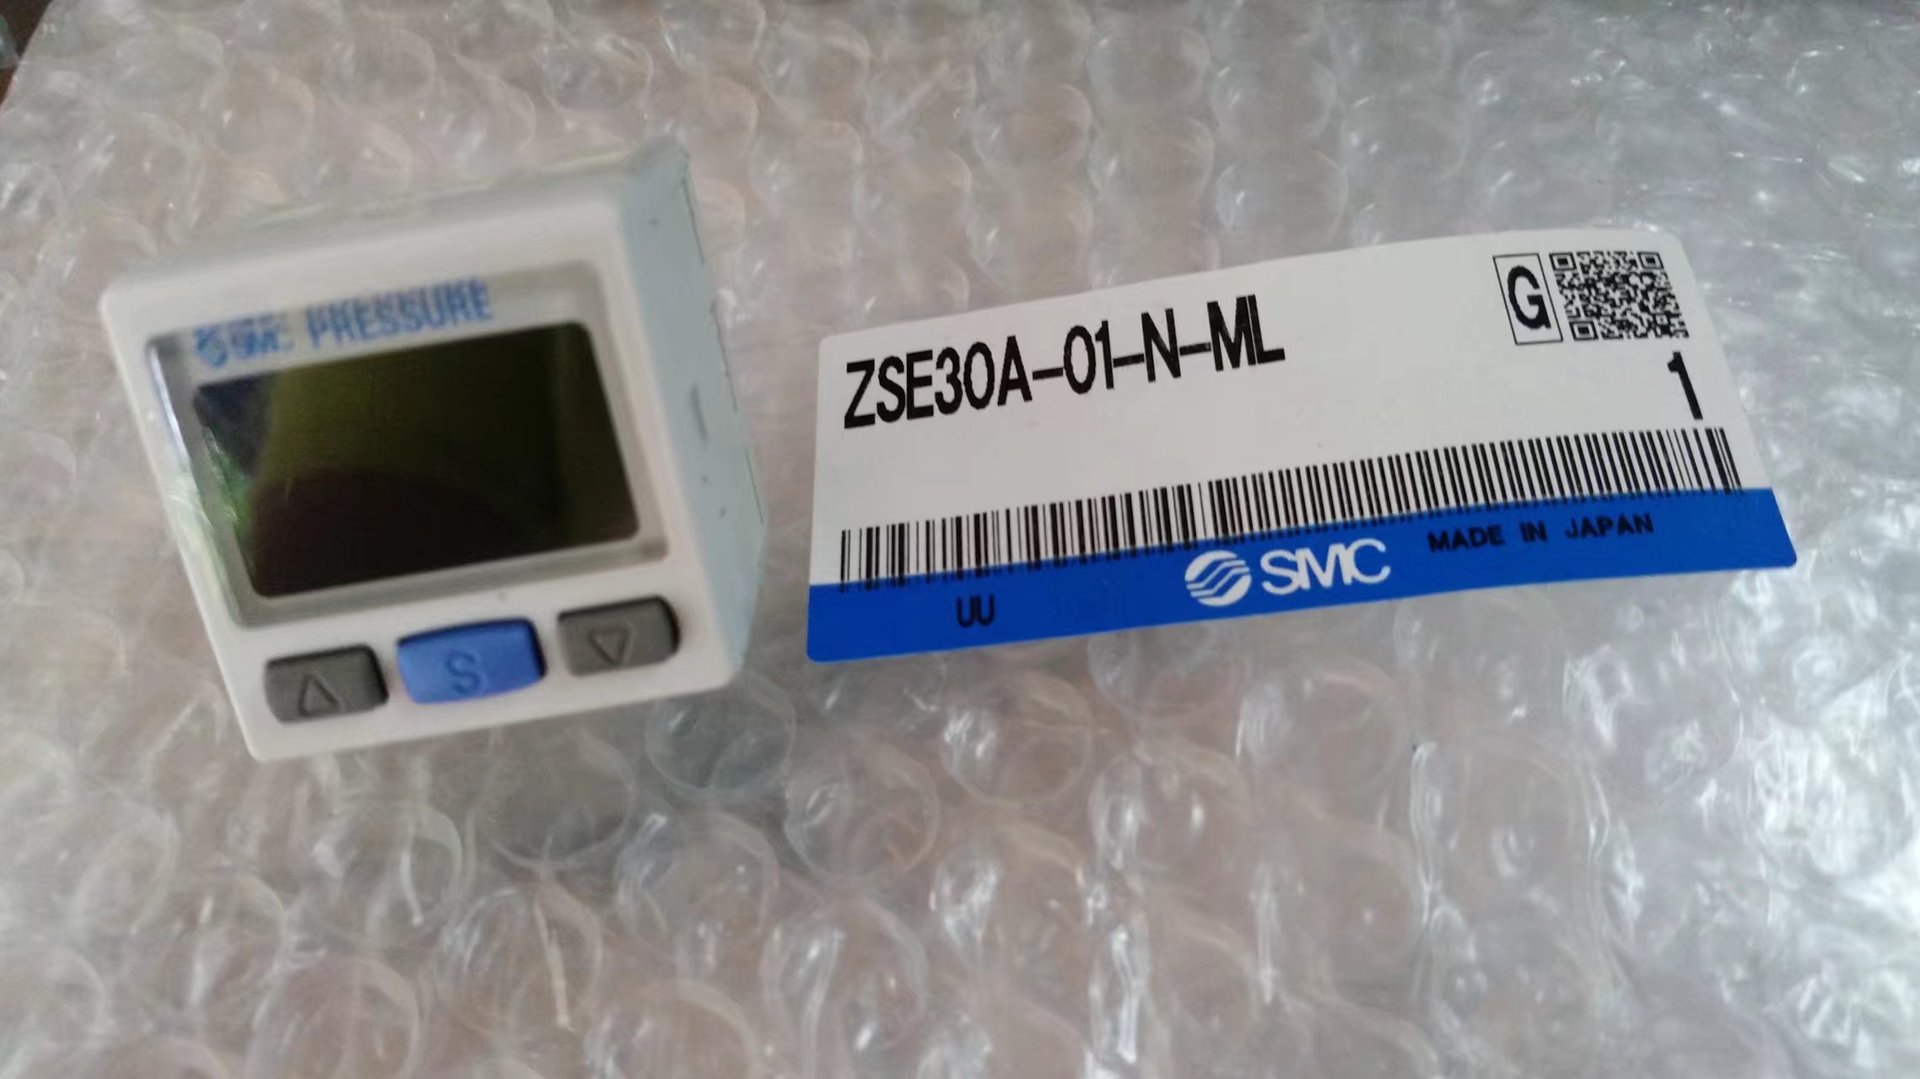 SMC PRESSURE
S
ZSE30A-01-N-ML
G
1
UU
SMC
MADE IN JAPAN